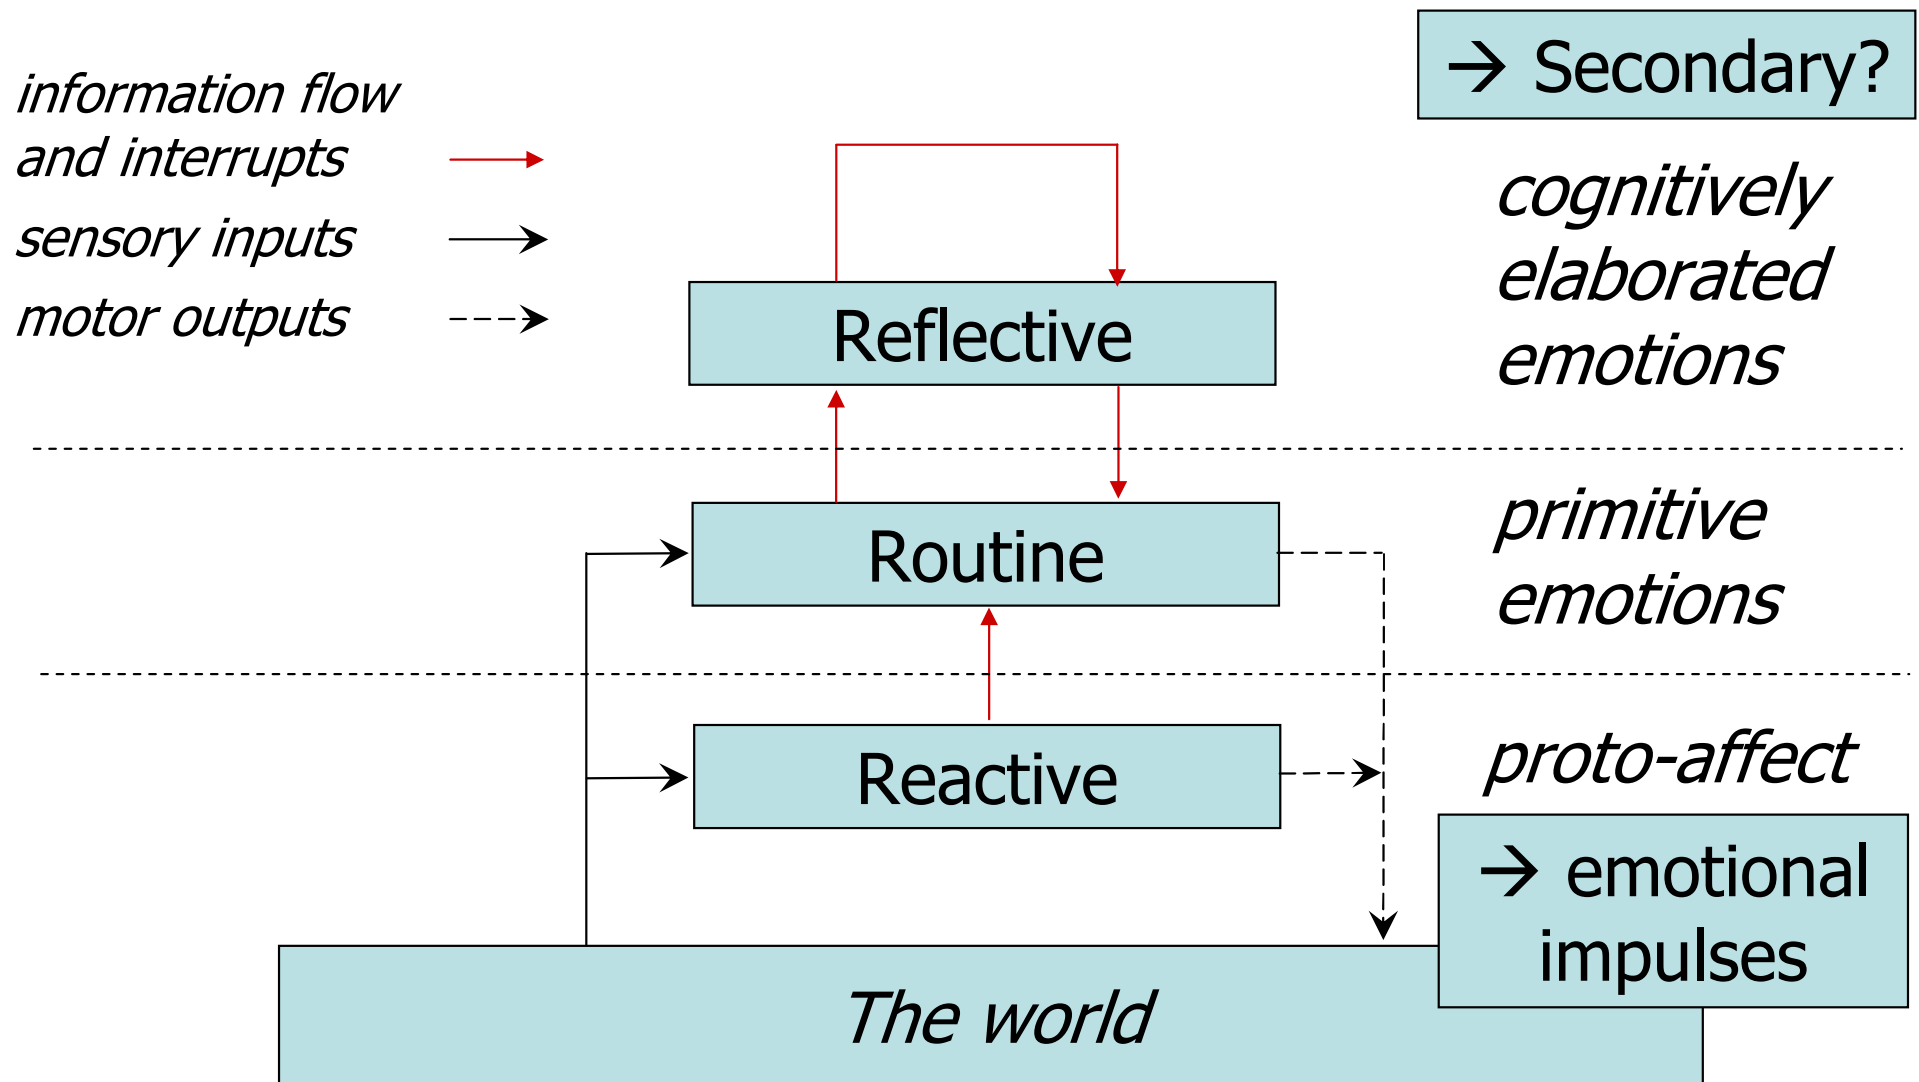 information flow
and interrupts
sensory inputs
motor outputs
→ Secondary?
cognitively
elaborated
emotions
Reflective
Routine
primitive
emotions
Reactive
proto-affect
→ emotional
impulses
The world